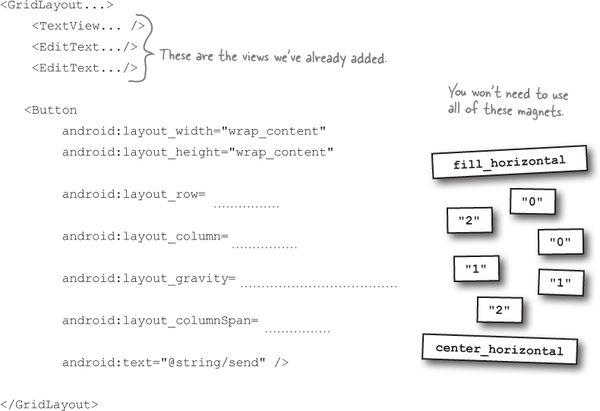 <GridLayout...>
<TextView... />
<EditText.../>
<EditText.../>
These are the views we've already added.
<Button
android:layout_width="wrap_content"
android:layout_height="wrap_content"
android:layout_row=
android:layout_column=
android:layout_gravity=
android:layout_columnSpan=
android:text="@string/send" />
</GridLayout>
You won't need to use
all of these magnets.
fill_horizontal
"0"
"2"
"0"
"1"
"1"
"2"
center_horizontal